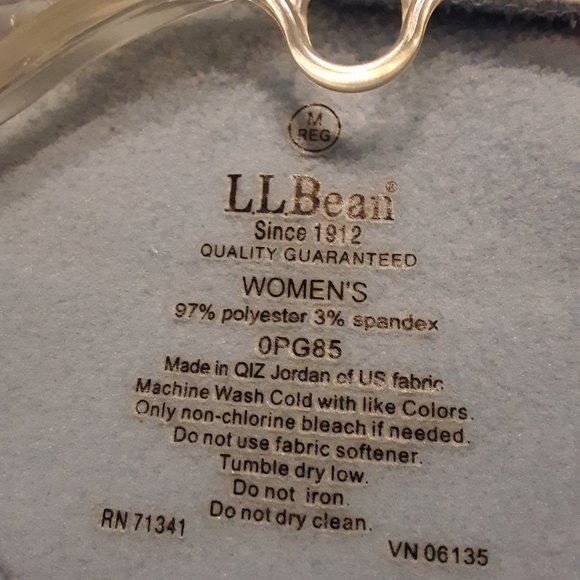 M
REG
LLBean®
Since 1912
QUALITY GUARANTEED
WOMEN'S
97% polyester 3% spandex
0PG85
Made in QIZ Jordan of US fabric
Machine Wash Cold with like Colors.
Only non-chlorine bleach if needed.
Do not use fabric softener.
Tumble dry low.
Do not iron.
Do not dry clean.
RN 71341
VN 06135